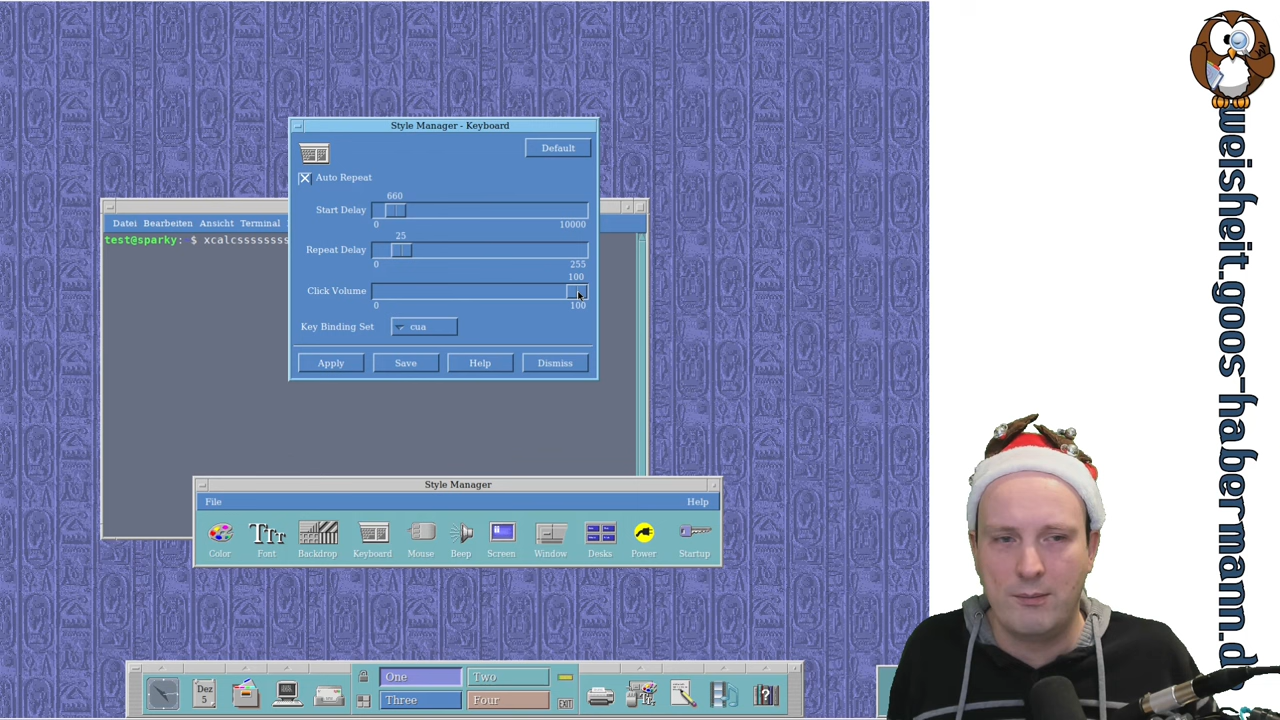 Style Manager - Keyboard
Default
Auto Repeat
660
Start Delay
0 10000
25
Repeat Delay
0 255
100
Click Volume
0 100
Key Binding Set cua
Apply Save Help Dismiss
Datei Bearbeiten Ansicht Terminal
test@sparky: $ xcalcssssssss
Style Manager
File Help
Color Font Backdrop Keyboard Mouse Beep Screen Window Desks Power Startup
Dez
5
One Two
Three Four
EXIT
weisheit.goos-habermann.de